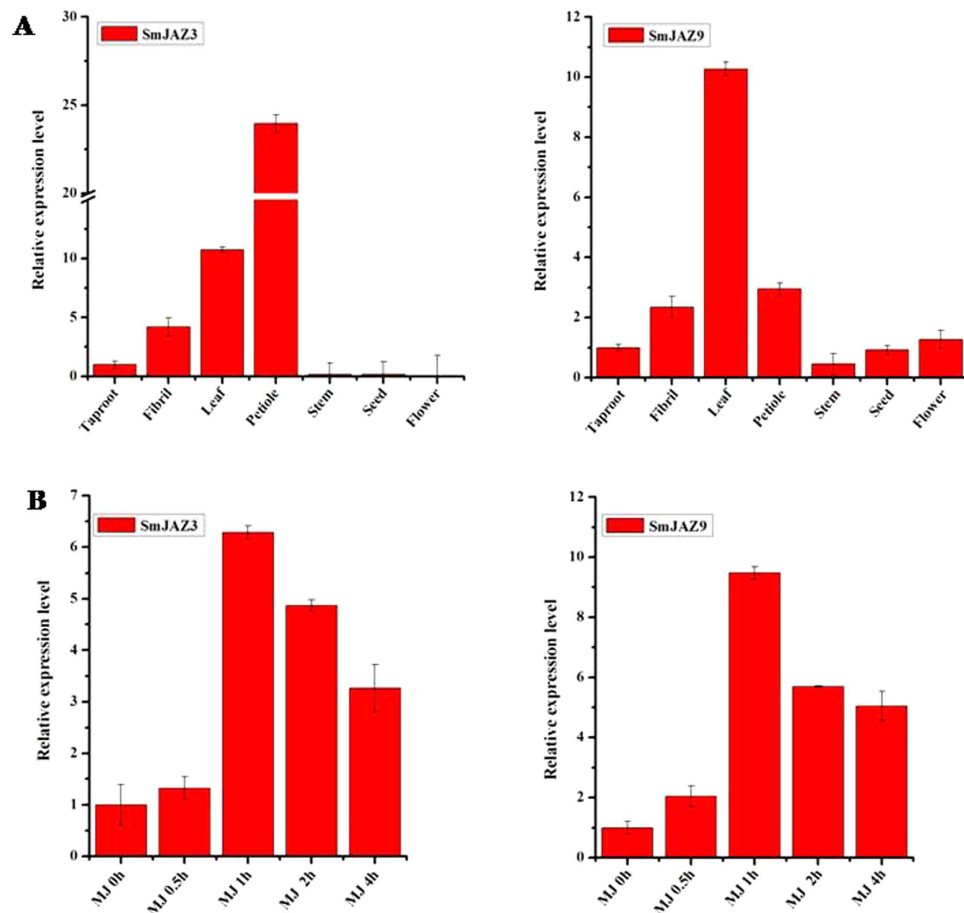 A
SmJAZ3
Relative expression level
30
25
20
10
5
0
Taproot
Fibril
Leaf
Petiole
Stem
Seed
Flower
SmJAZ9
Relative expression level
12
10
8
6
4
2
0
Taproot
Fibril
Leaf
Petiole
Stem
Seed
Flower
B
SmJAZ3
Relative expression level
7
6
5
4
3
2
1
0
MJ 0h
MJ 0.5h
MJ 1h
MJ 2h
MJ 4h
SmJAZ9
Relative expression level
12
10
8
6
4
2
0
MJ 0h
MJ 0.5h
MJ 1h
MJ 2h
MJ 4h